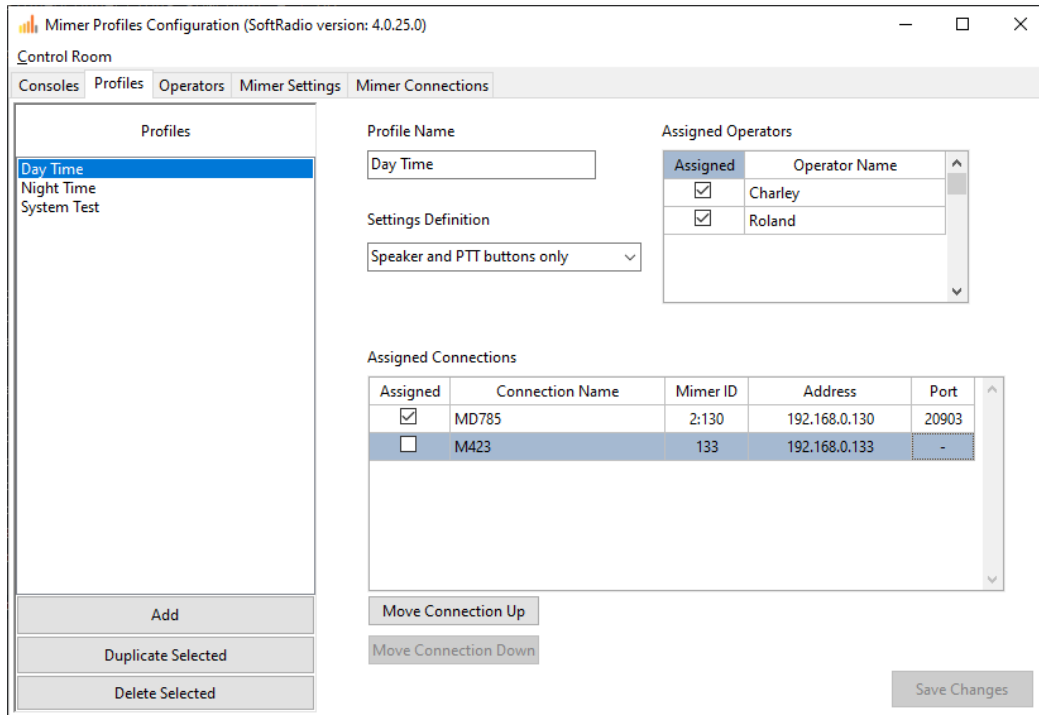 Mimer Profiles Configuration (SoftRadio version: 4.0.25.0)
Control Room
Consoles Profiles Operators Mimer Settings Mimer Connections
Profiles
Day Time
Night Time
System Test
Add
Duplicate Selected
Delete Selected
Profile Name
Day Time
Settings Definition
Speaker and PTT buttons only
Assigned Operators
Assigned Operator Name
Charley
Roland
Assigned Connections
Assigned Connection Name Mimer ID Address Port
MD785 2:130 192.168.0.130 20903
M423 133 192.168.0.133 -
Move Connection Up
Move Connection Down
Save Changes